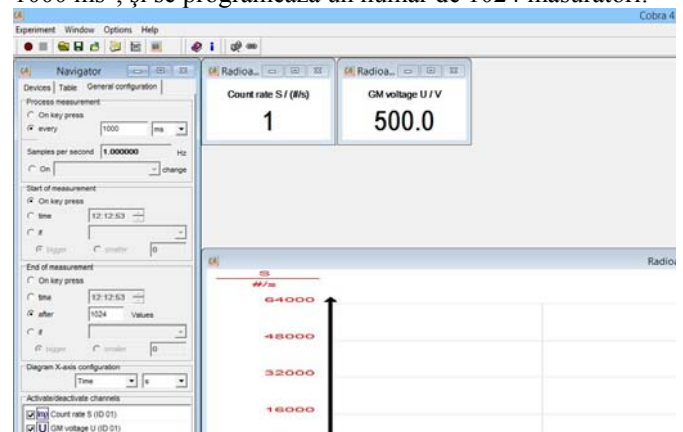 1000 ms , și se programează un număr de 1024 măsurători.
Cobra 4
Experiment Window Options Help
Navigator
Devices Table General configuration
Process measurement
On key press
every 1000 ms
Samples per second 1.000000 Hz
On change
Start of measurement
On key press
time 12:12:53
if
bigger smaller 0
End of measurement
On key press
time 12:12:53
after 1024 Values
if
bigger smaller 0
Diagram X-axis configuration
Time s
Activate/deactivate channels
Imp Count rate S (ID 01)
U GM voltage U (ID 01)
Radioa...
Count rate S / (#/s)
1
Radioa...
GM voltage U / V
500.0
Radioa
S
#/s
64000
48000
32000
16000